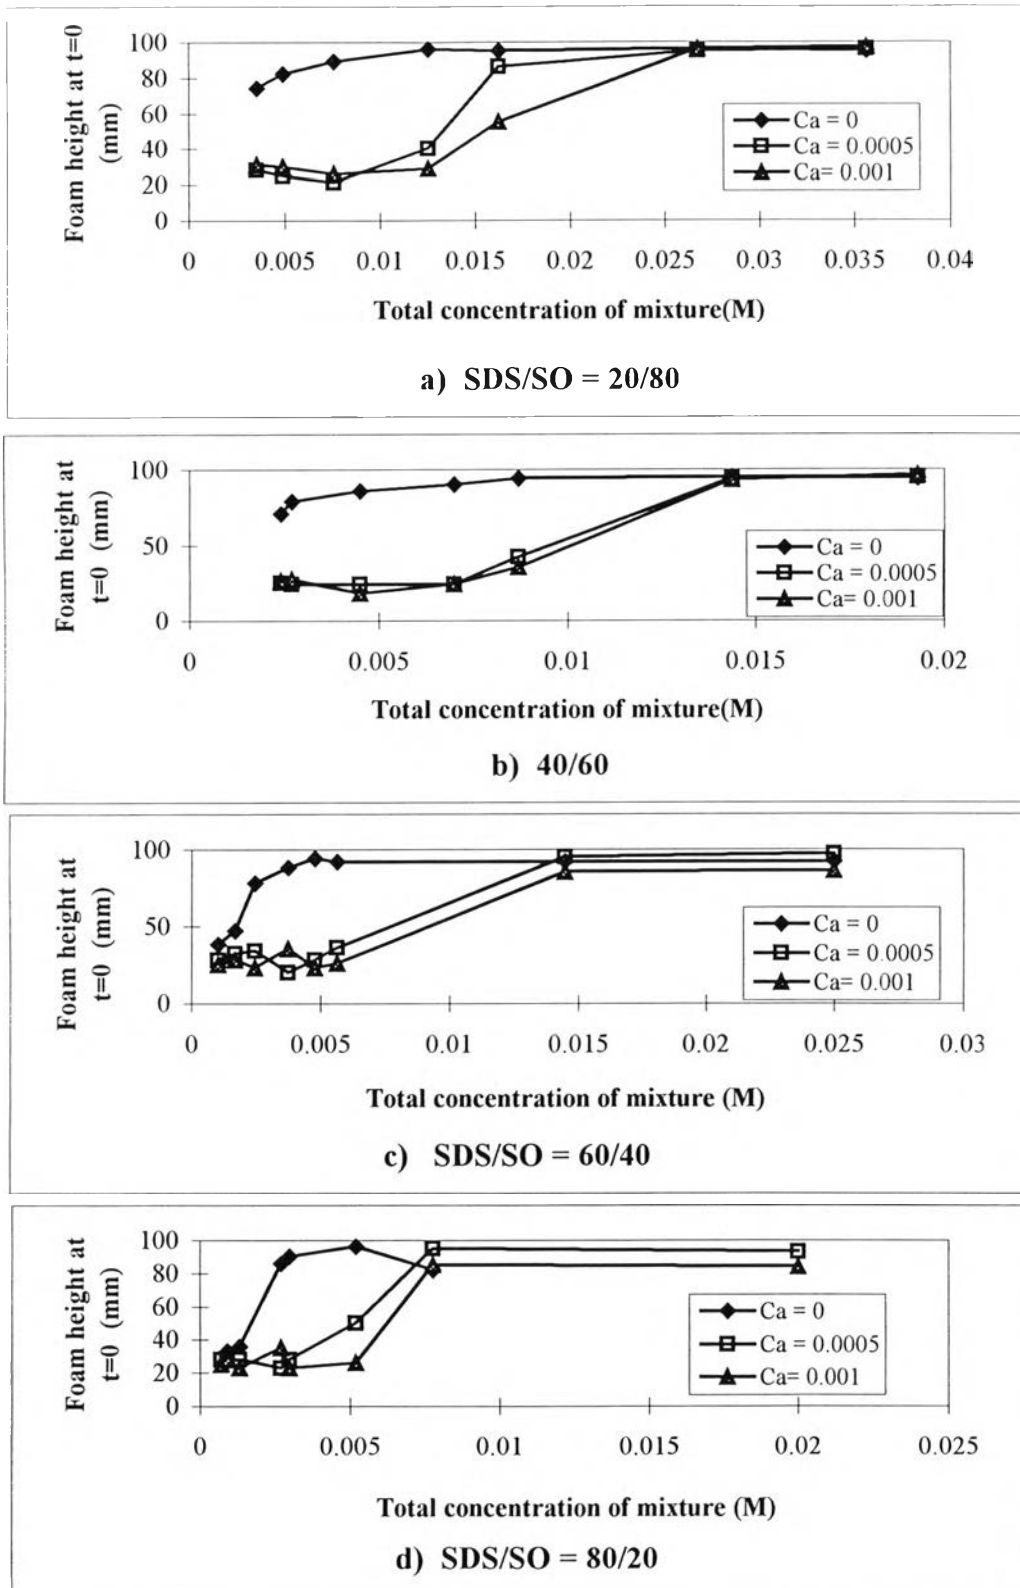 Foam height at t=0
(mm)
100
80
60
40
20
0
Ca = 0
Ca = 0.0005
Ca= 0.001
0
0.005
0.01
0.015
0.02
0.025
0.03
0.035
0.04
Total concentration of mixture(M)
a) SDS/SO = 20/80
Foam height at
t=0 (mm)
100
50
0
Ca = 0
Ca = 0.0005
Ca= 0.001
0
0.005
0.01
0.015
0.02
Total concentration of mixture(M)
b) 40/60
Foam height at
t=0 (mm)
100
50
0
Ca = 0
Ca = 0.0005
Ca= 0.001
0
0.005
0.01
0.015
0.02
0.025
0.03
Total concentration of mixture (M)
c) SDS/SO = 60/40
Foam height at
t=0 (mm)
100
80
60
40
20
0
Ca = 0
Ca = 0.0005
Ca= 0.001
0
0.005
0.01
0.015
0.02
0.025
Total concentration of mixture (M)
d) SDS/SO = 80/20